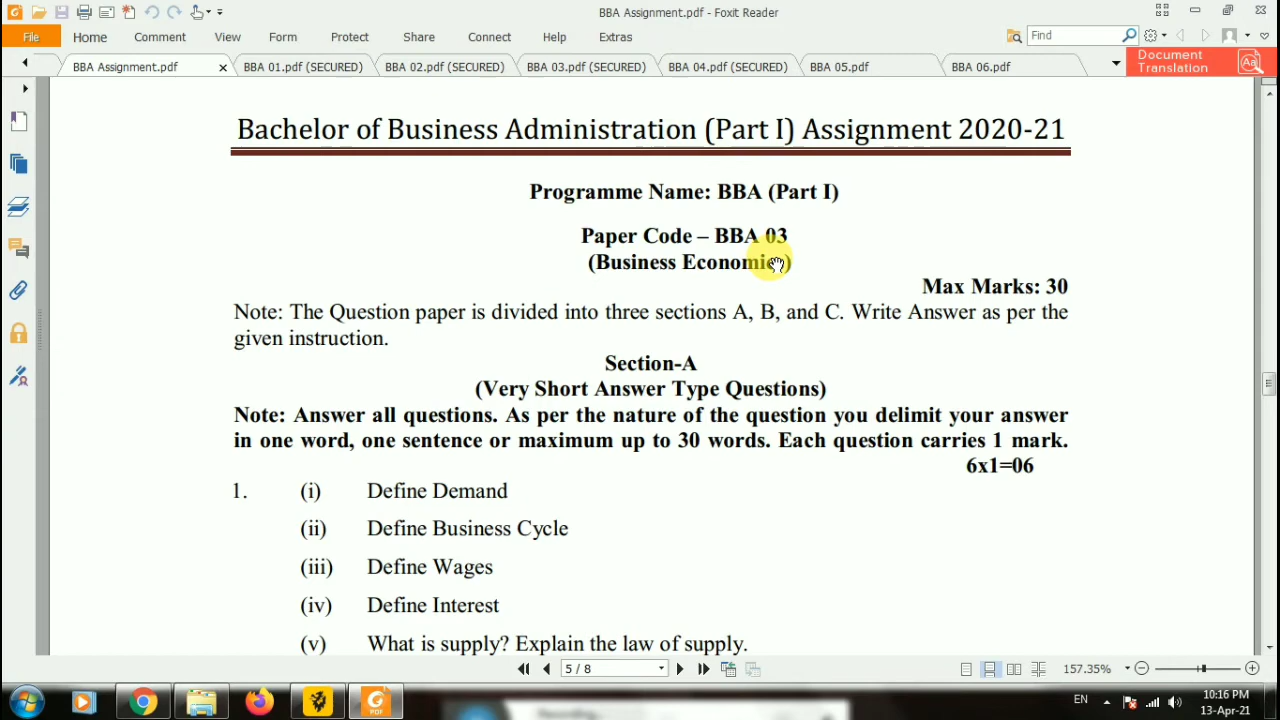 BBA Assignment.pdf - Foxit Reader
File Home Comment View Form Protect Share Connect Help Extras Find
BBA Assignment.pdf BBA 01.pdf (SECURED) BBA 02.pdf (SECURED) BBA 03.pdf (SECURED) BBA 04.pdf (SECURED) BBA 05.pdf BBA 06.pdf
Document
Translation
Bachelor of Business Administration (Part I) Assignment 2020-21
Programme Name: BBA (Part I)
Paper Code – BBA 03
(Business Economics)
Max Marks: 30
Note: The Question paper is divided into three sections A, B, and C. Write Answer as per the
given instruction.
Section-A
(Very Short Answer Type Questions)
Note: Answer all questions. As per the nature of the question you delimit your answer
in one word, one sentence or maximum up to 30 words. Each question carries 1 mark.
6x1=06
1. (i) Define Demand
(ii) Define Business Cycle
(iii) Define Wages
(iv) Define Interest
(v) What is supply? Explain the law of supply.
5 / 8
157.35%
EN
10:16 PM
13-Apr-21